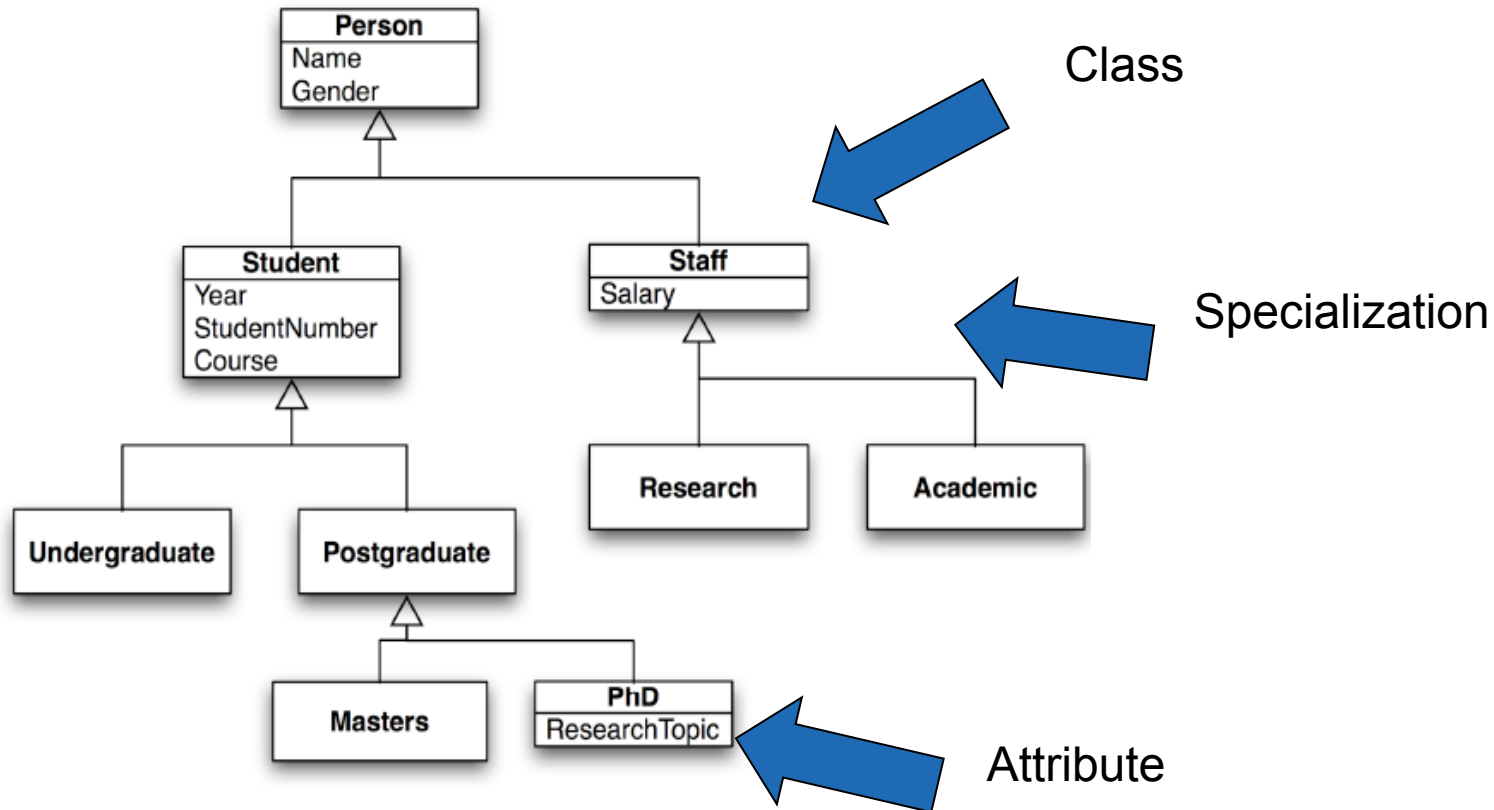 Person
Name
Gender
Class
Student
Year
StudentNumber
Course
Staff
Salary
Specialization
Research
Academic
Undergraduate
Postgraduate
Masters
PhD
ResearchTopic
Attribute